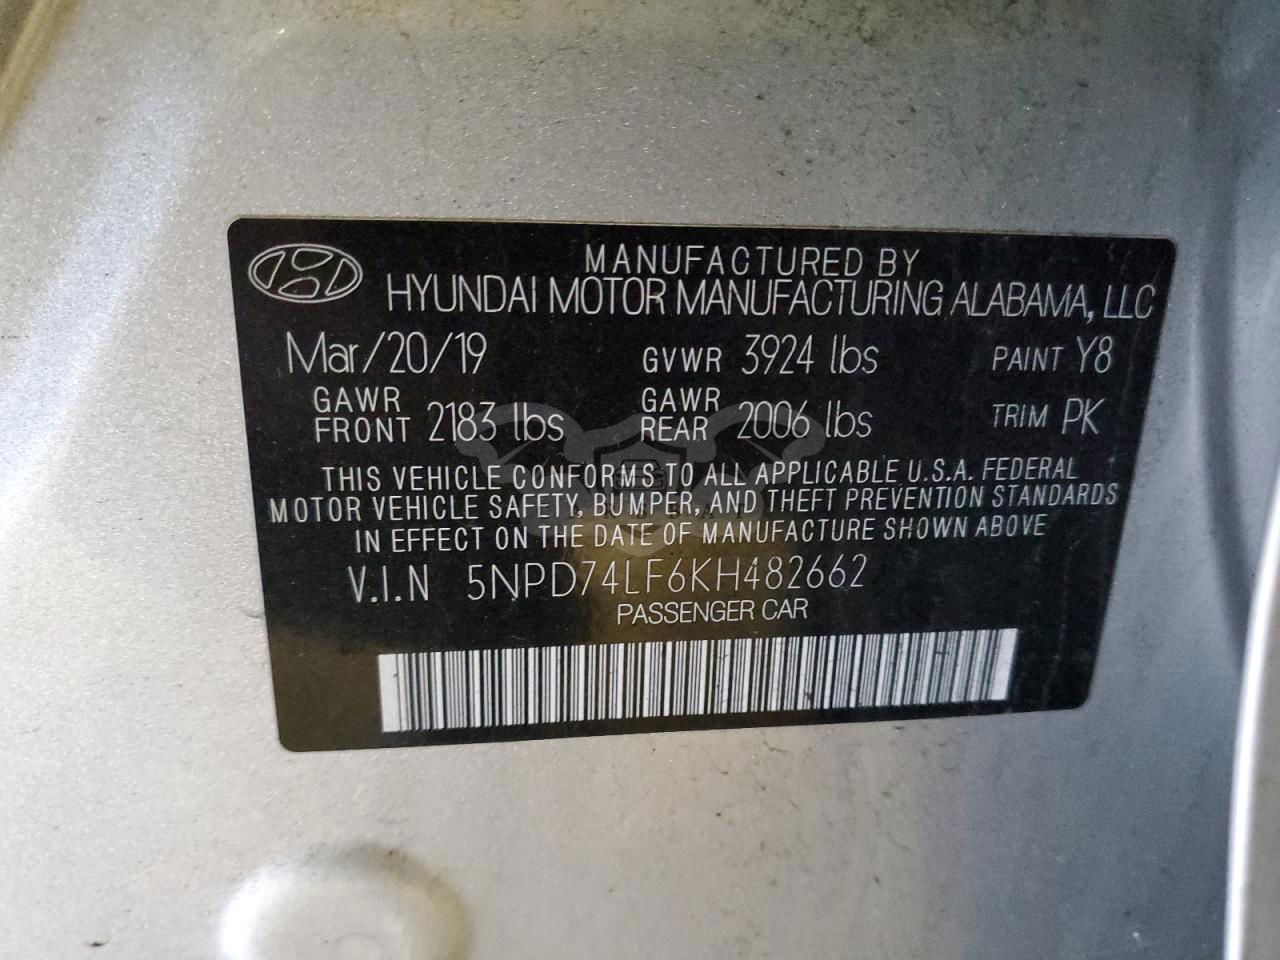 MANUFACTURED BY
HYUNDAI MOTOR MANUFACTURING ALABAMA, LLC
Mar/20/19 GVWR 3924 lbs PAINT Y8
GAWR FRONT 2183 lbs GAWR REAR 2006 lbs TRIM PK
THIS VEHICLE CONFORMS TO ALL APPLICABLE U.S.A. FEDERAL
MOTOR VEHICLE SAFETY, BUMPER, AND THEFT PREVENTION STANDARDS
IN EFFECT ON THE DATE OF MANUFACTURE SHOWN ABOVE
V.I.N 5NPD74LF6KH482662
PASSENGER CAR